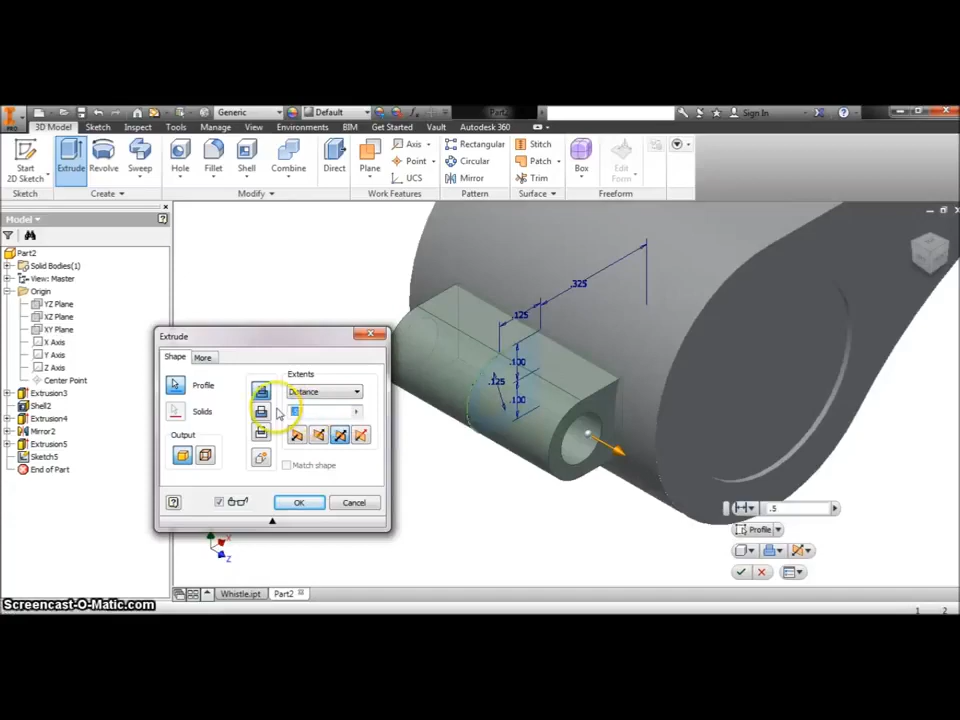 Generic
Default
Part2
Sign In
PRO
3D Model
Sketch
Inspect
Tools
Manage
View
Environments
BIM
Get Started
Vault
Autodesk 360
Start
2D Sketch
Extrude
Revolve
Sweep
Hole
Fillet
Shell
Combine
Direct
Plane
Axis
Point
UCS
Rectangular
Circular
Mirror
Stitch
Patch
Trim
Box
Edit
Form
Sketch
Create
Modify
Work Features
Pattern
Surface
Freeform
Model
Part2
Solid Bodies(1)
View: Master
Origin
YZ Plane
XZ Plane
XY Plane
X Axis
Y Axis
Z Axis
Center Point
Extrusion3
Shell2
Extrusion4
Mirror2
Extrusion5
Sketch5
End of Part
Extrude
Shape
More
Profile
Solids
Output
Extents
Distance
Match shape
OK
Cancel
.325
.125
.100
.125
.100
.5
Profile
X
Z
Whistle.ipt
Part2
Screencast-O-Matic.com
1
2